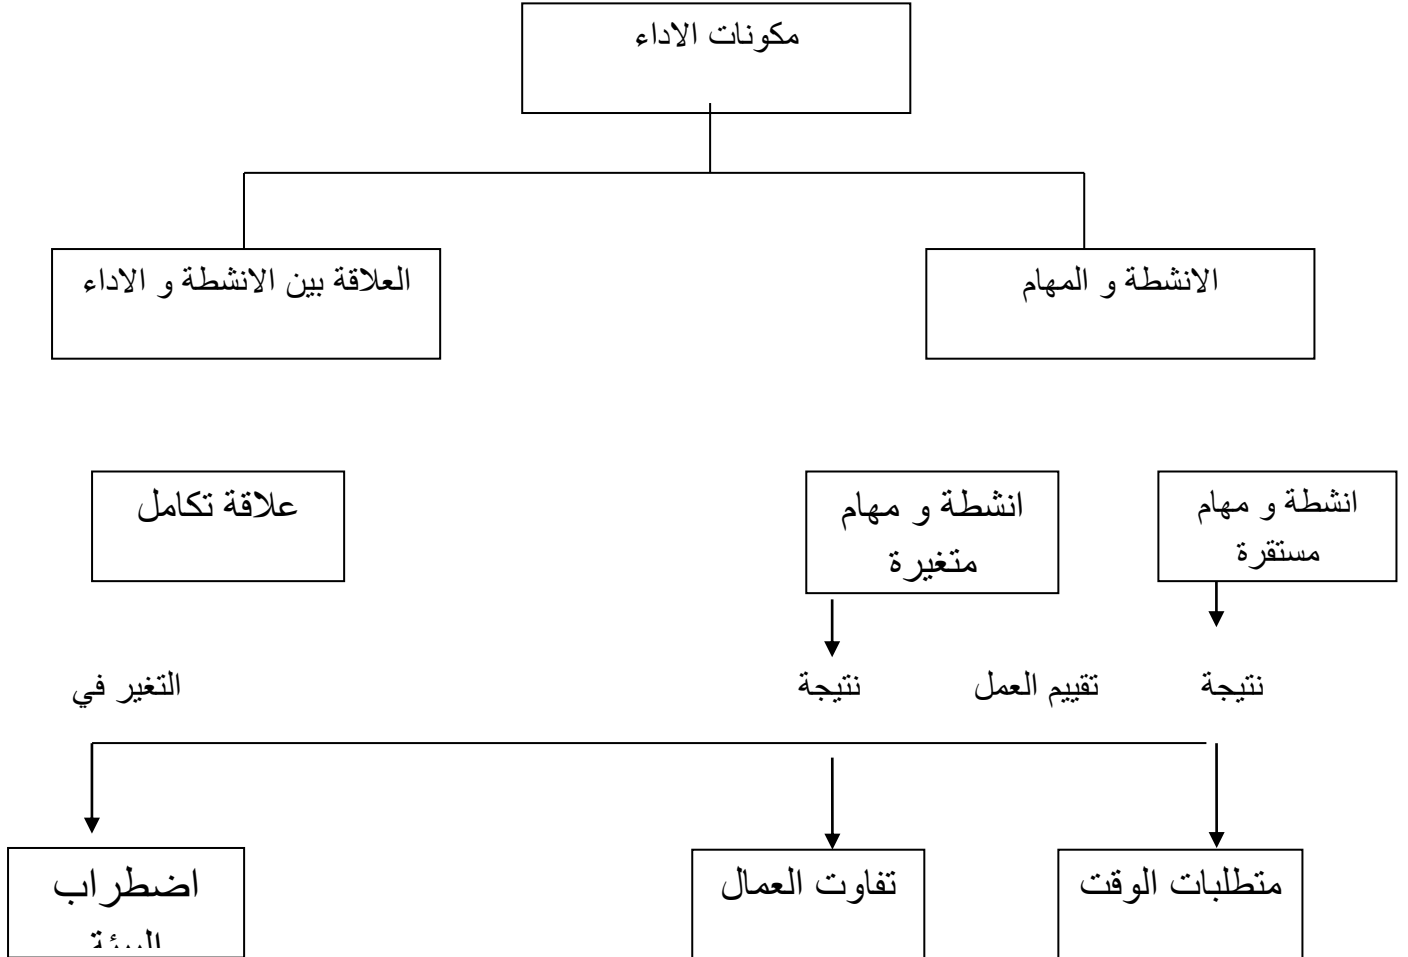 مكونات الاداء
الانشطة و المهام
العلاقة بين الانشطة و الاداء
انشطة و مهام
مستقرة
انشطة و مهام
متغيرة
علاقة تكامل
نتيجة
تقييم العمل
نتيجة
التغير في
متطلبات الوقت
تفاوت العمال
اضطراب
البيئة